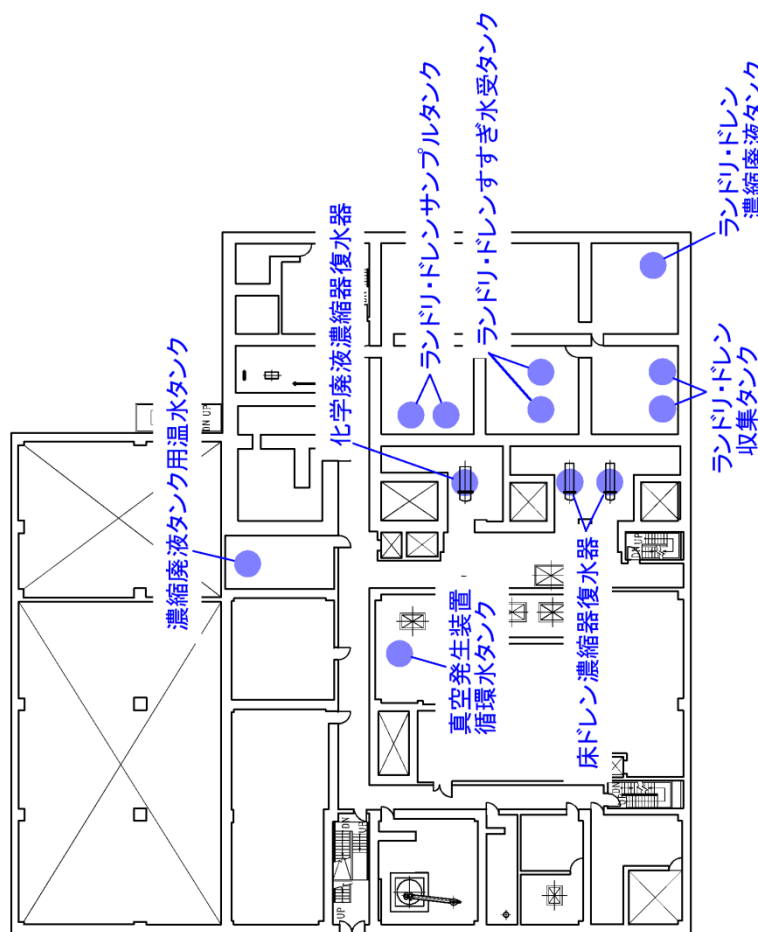 濃縮廃液タンク用温水タンク
化学廃液濃縮器復水器
ランドリ・ドレンサンプルタンク
ランドリ・ドレンすすぎ水受タンク
ランドリ・ドレン
濃縮廃液タンク
ランドリ・ドレン
収集タンク
真空発生装置
循環水タンク
床ドレン濃縮器復水器
DN UP
DN UP
DN
UP
UP
DN
UP